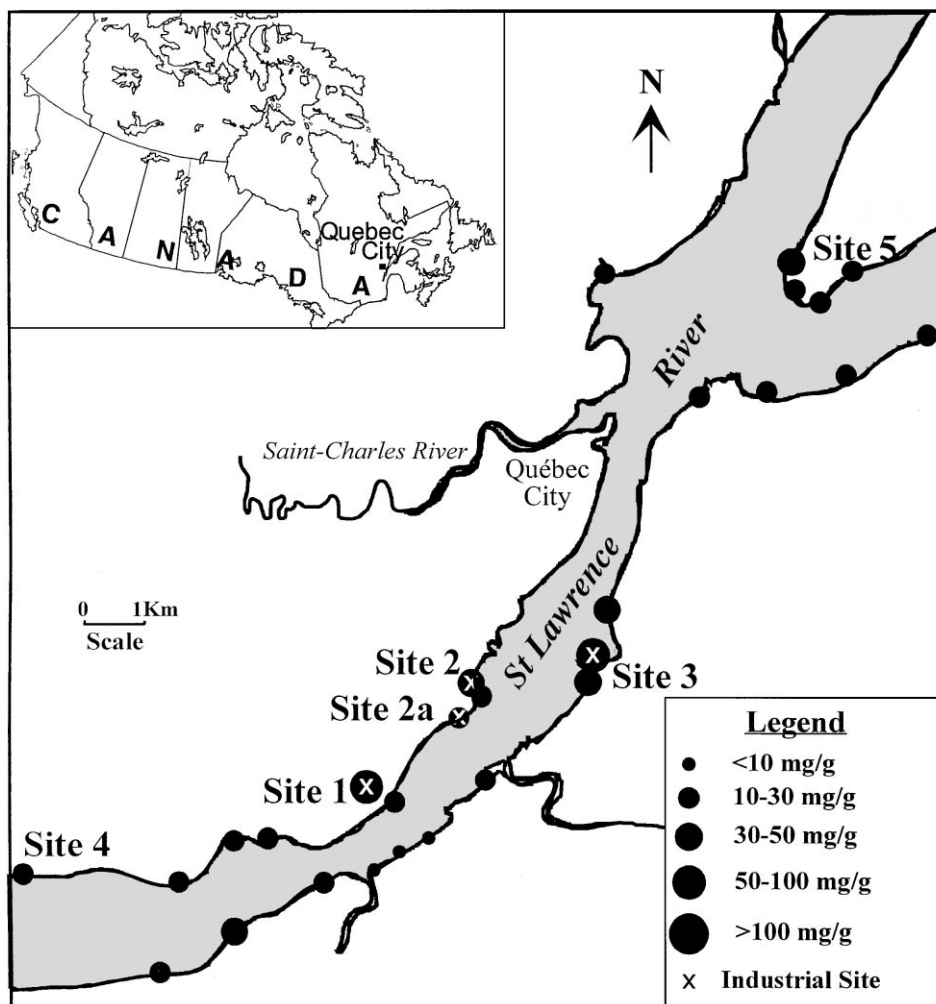 N
C
A
N
A
D
A
Quebec
City
Site 5
River
Saint-Charles River
Québec
City
St Lawrence
0 1Km
Scale
Site 2
x
x
Site 3
Site 2a
x
Site 1
x
Site 4
Legend
<10 mg/g
10-30 mg/g
30-50 mg/g
50-100 mg/g
>100 mg/g
x Industrial Site